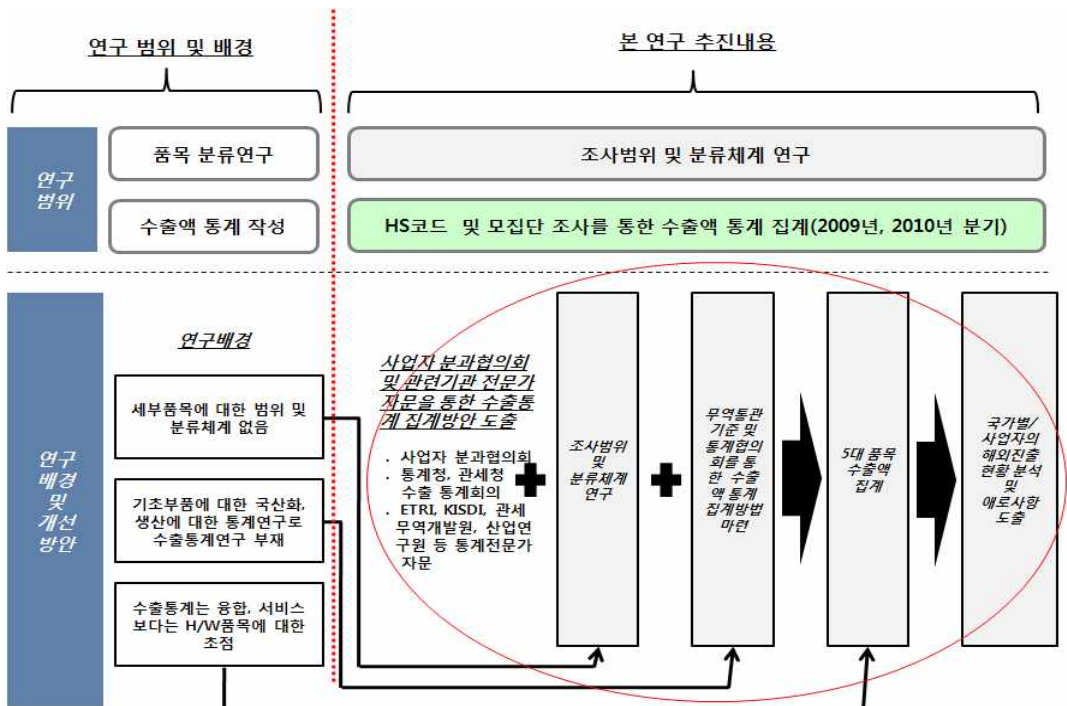 연구 범위 및 배경
본 연구 추진내용
연구
범위
품목 분류연구
조사범위 및 분류체계 연구
수출액 통계 작성
HS코드 및 모집단 조사를 통한 수출액 통계 집계(2009년, 2010년 분기)
연구
배경
및
개선
방안
연구배경
세부품목에 대한 범위 및
분류체계 없음
기초부품에 대한 국산화,
생산에 대한 통계연구로
수출통계연구 부재
수출통계는 융합, 서비스
보다는 H/W품목에 대한
초점
사업자 분과협의회
및 관련기관 전문가
자문을 통한 수출통
계 집계방안 도출
. 사업자 분과협의회
. 통계청, 관세청
수출 통계회의
. ETRI, KISDI, 관세
무역개발원, 산업연
구원 등 통계전문가
자문
조사범위
및
분류체계
연구
무역통관
기준 및
통계협의
회를 통
한 수출
액 통계
집계방법
마련
5대 품목
수출액
집계
국가별/
사업자의
해외진출
현황 분석
및
애로사항
도출